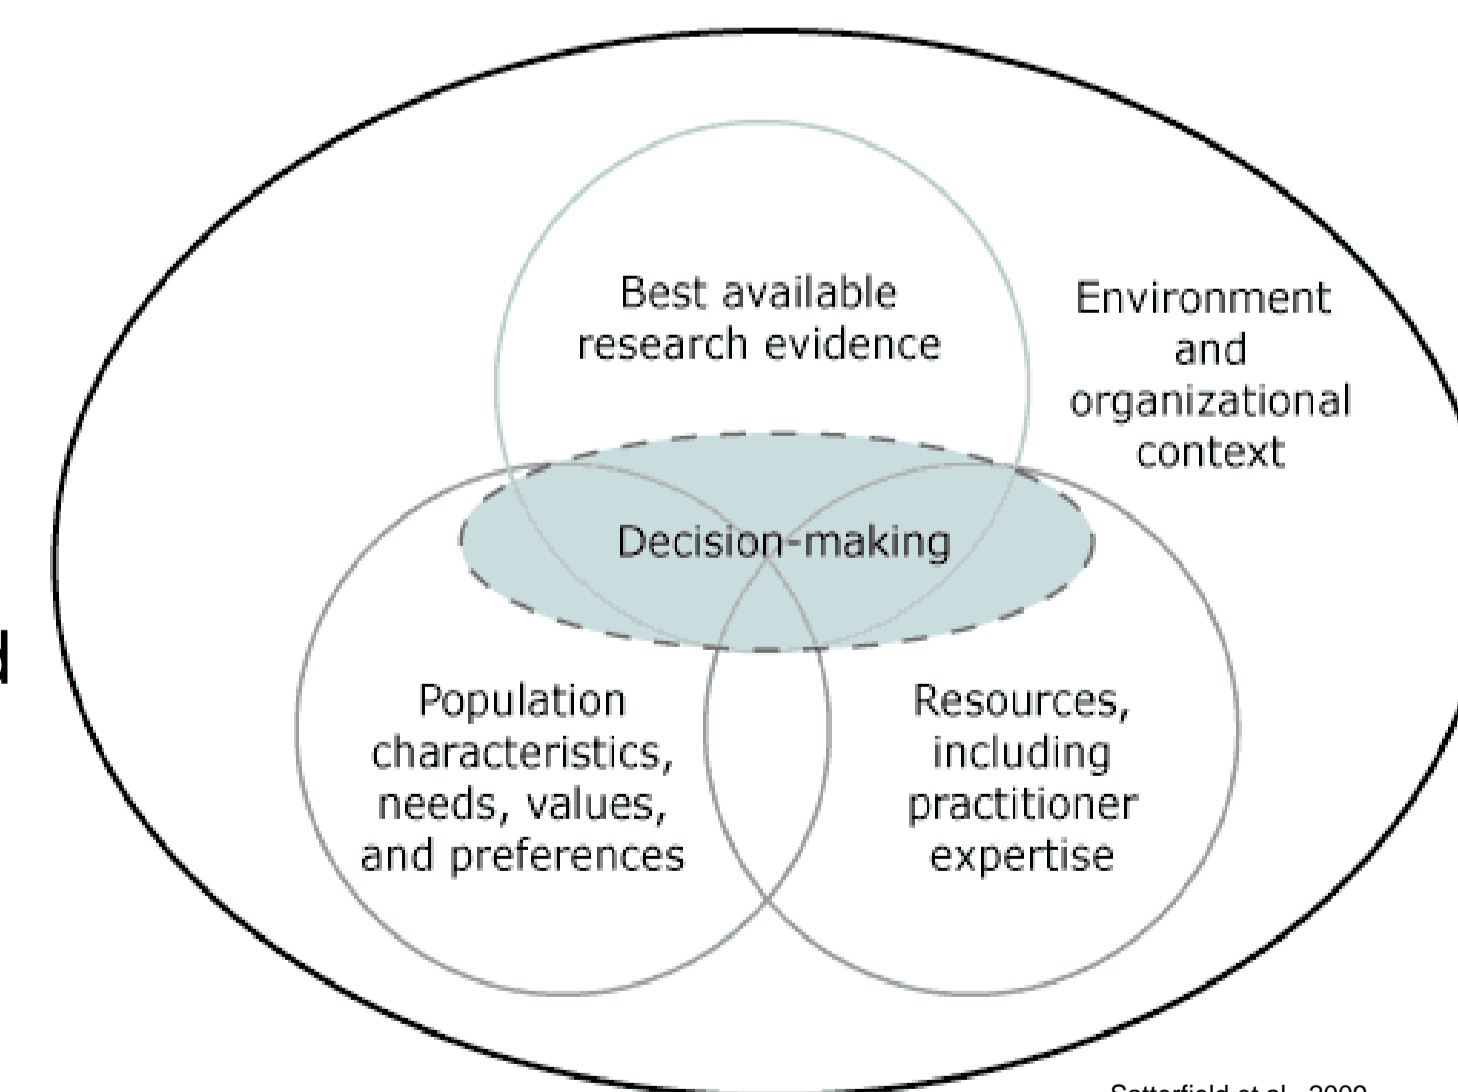 Best available
research evidence
Environment
and
organizational
context
Decision-making
Population
characteristics,
needs, values,
and preferences
Resources,
including
practitioner
expertise